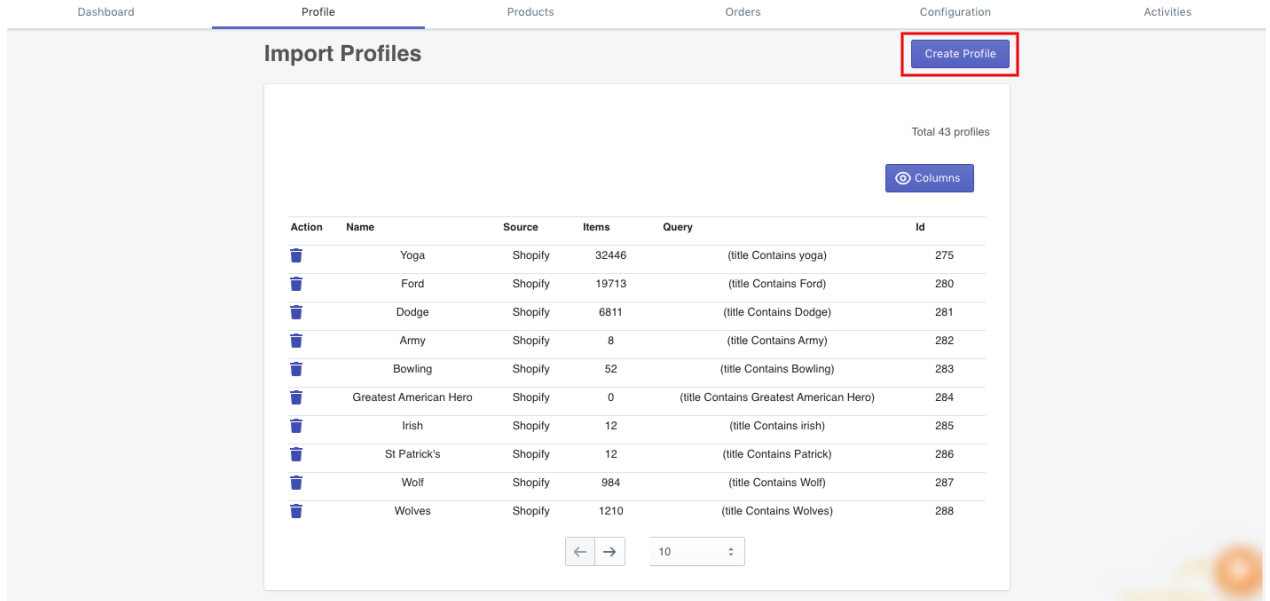 Dashboard Profile Products Orders Configuration Activities
Import Profiles Create Profile
Total 43 profiles
Columns
Action Name Source Items Query Id
Yoga Shopify 32446 (title Contains yoga) 275
Ford Shopify 19713 (title Contains Ford) 280
Dodge Shopify 6811 (title Contains Dodge) 281
Army Shopify 8 (title Contains Army) 282
Bowling Shopify 52 (title Contains Bowling) 283
Greatest American Hero Shopify 0 (title Contains Greatest American Hero) 284
Irish Shopify 12 (title Contains irish) 285
St Patrick's Shopify 12 (title Contains Patrick) 286
Wolf Shopify 984 (title Contains Wolf) 287
Wolves Shopify 1210 (title Contains Wolves) 288
10